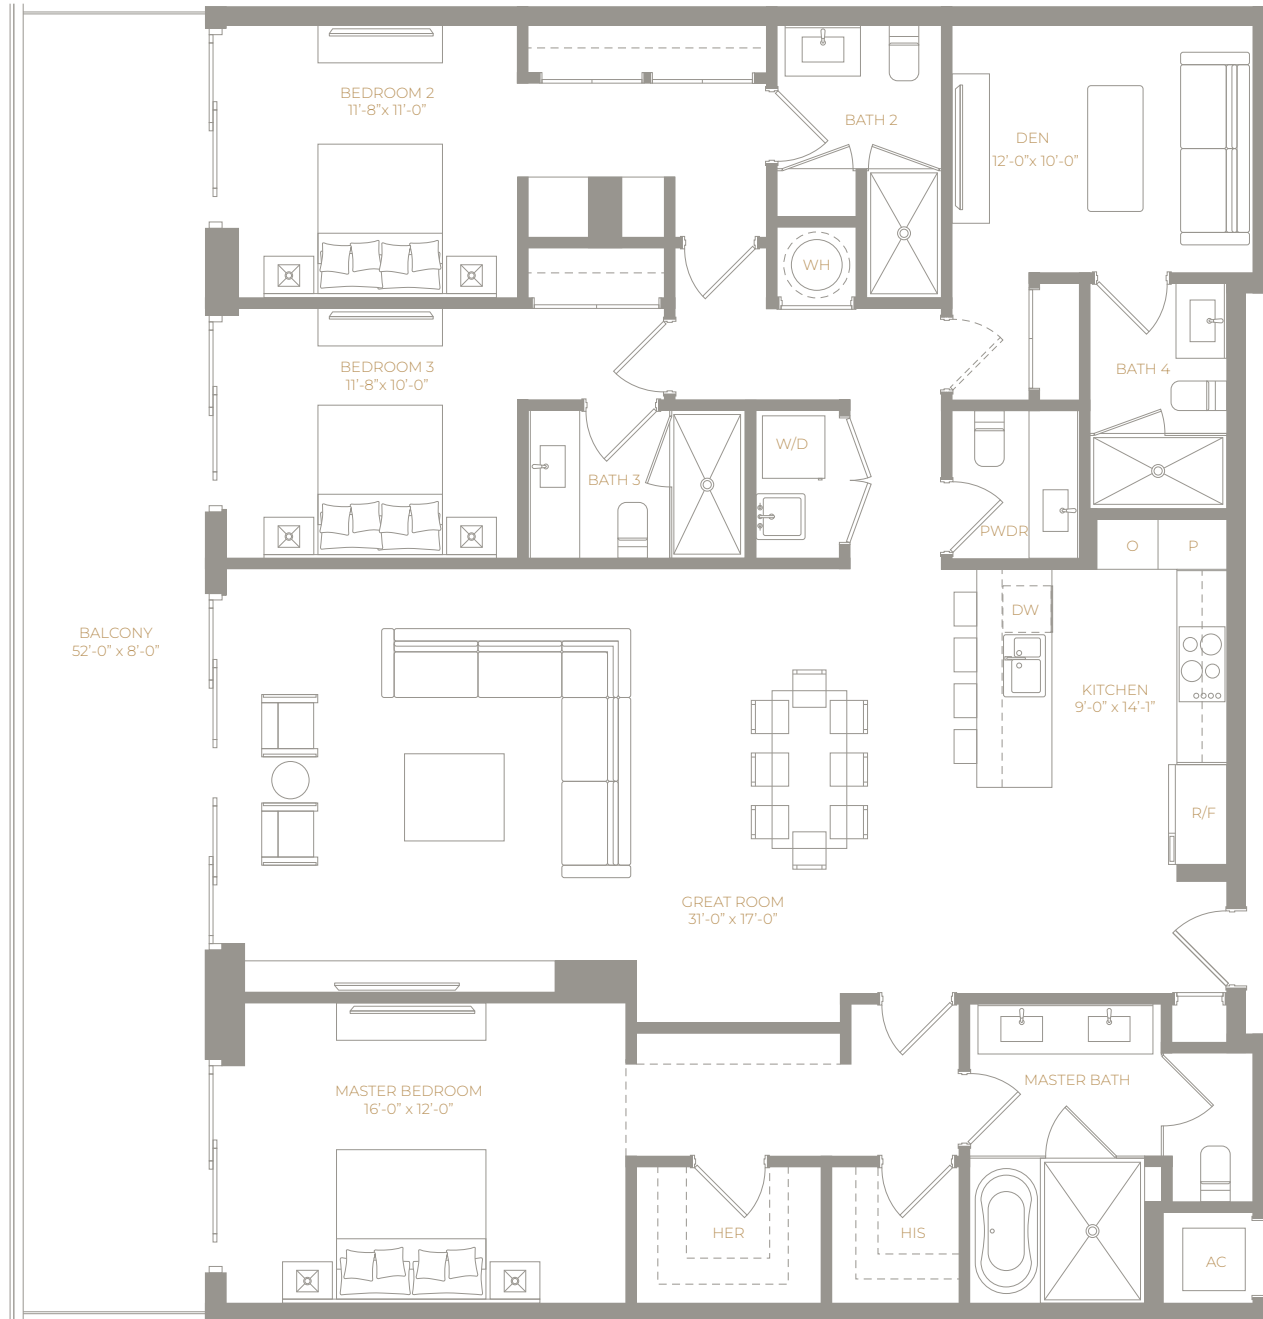 BEDROOM 2
11'-8"x 11'-0"
BATH 2
DEN
12'-0"x 10'-0"
WH
BEDROOM 3
11'-8"x 10'-0"
BATH 4
W/D
BATH 3
PWDR
O
P
DW
BALCONY
52'-0" x 8'-0"
KITCHEN
9'-0" x 14'-1"
R/F
GREAT ROOM
31'-0" x 17'-0"
MASTER BEDROOM
16'-0" x 12'-0"
MASTER BATH
HER
HIS
AC